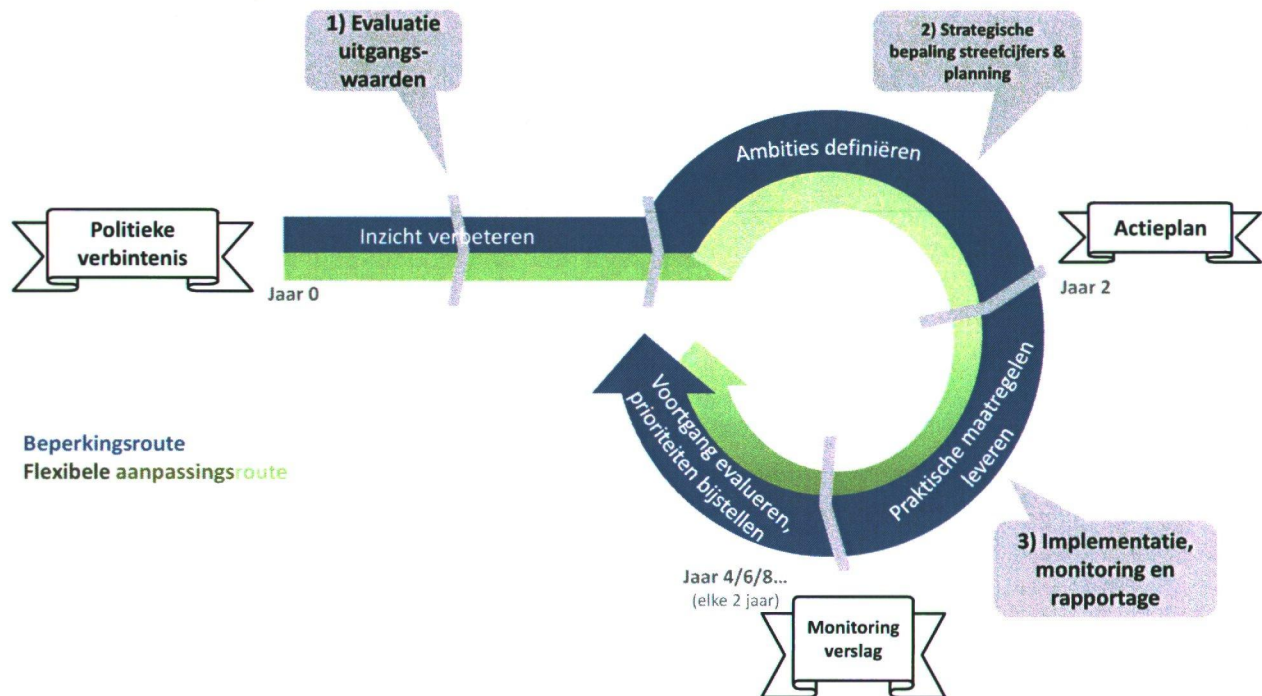 1) Evaluatie
uitgangs-
waarden
2) Strategische
bepaling streefcijfers &
planning
Ambities definiëren
Politieke
verbintenis
Inzicht verbeteren
Actieplan
Jaar 0
Jaar 2
Voortgang evalueren,
prioriteiten bijstellen
Praktische maatregelen
leveren
Beperkingsroute
Flexibele aanpassingsroute
3) Implementatie,
monitoring en
rapportage
Jaar 4/6/8...
(elke 2 jaar)
Monitoring
verslag